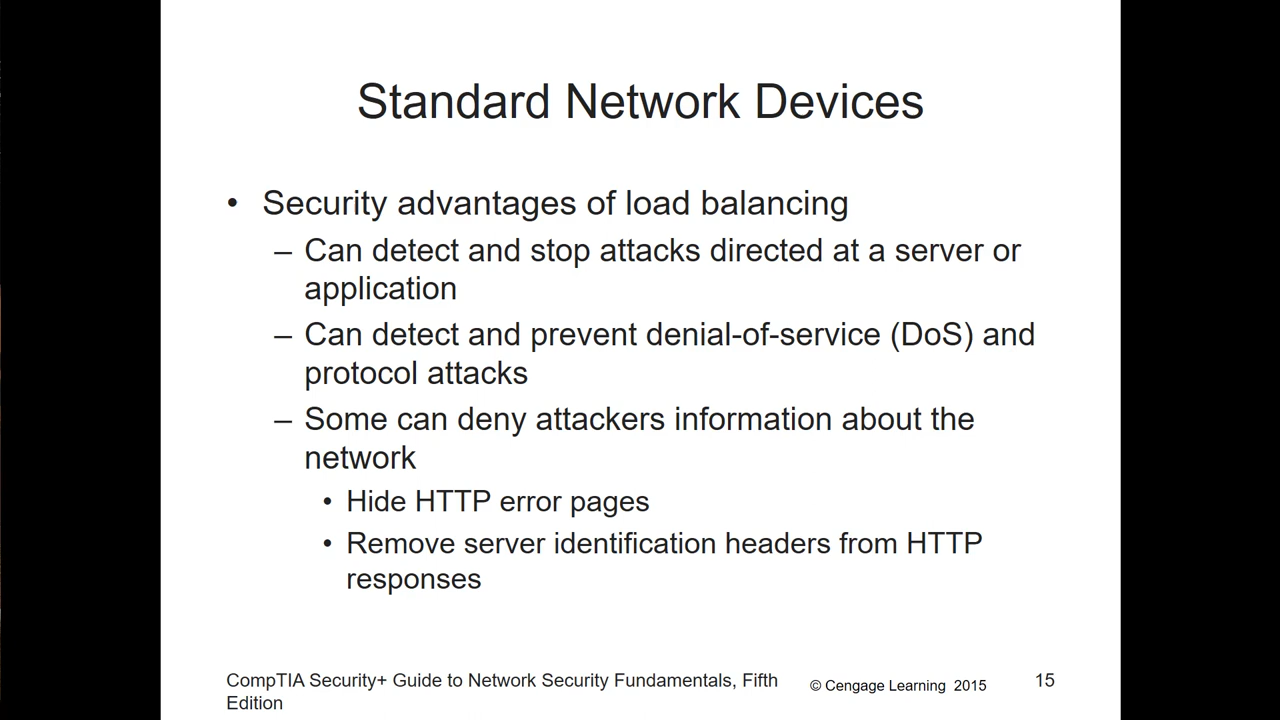 Standard Network Devices
• Security advantages of load balancing
– Can detect and stop attacks directed at a server or
application
– Can detect and prevent denial-of-service (DoS) and
protocol attacks
– Some can deny attackers information about the
network
• Hide HTTP error pages
• Remove server identification headers from HTTP
responses
CompTIA Security+ Guide to Network Security Fundamentals, Fifth
Edition
© Cengage Learning 2015
15